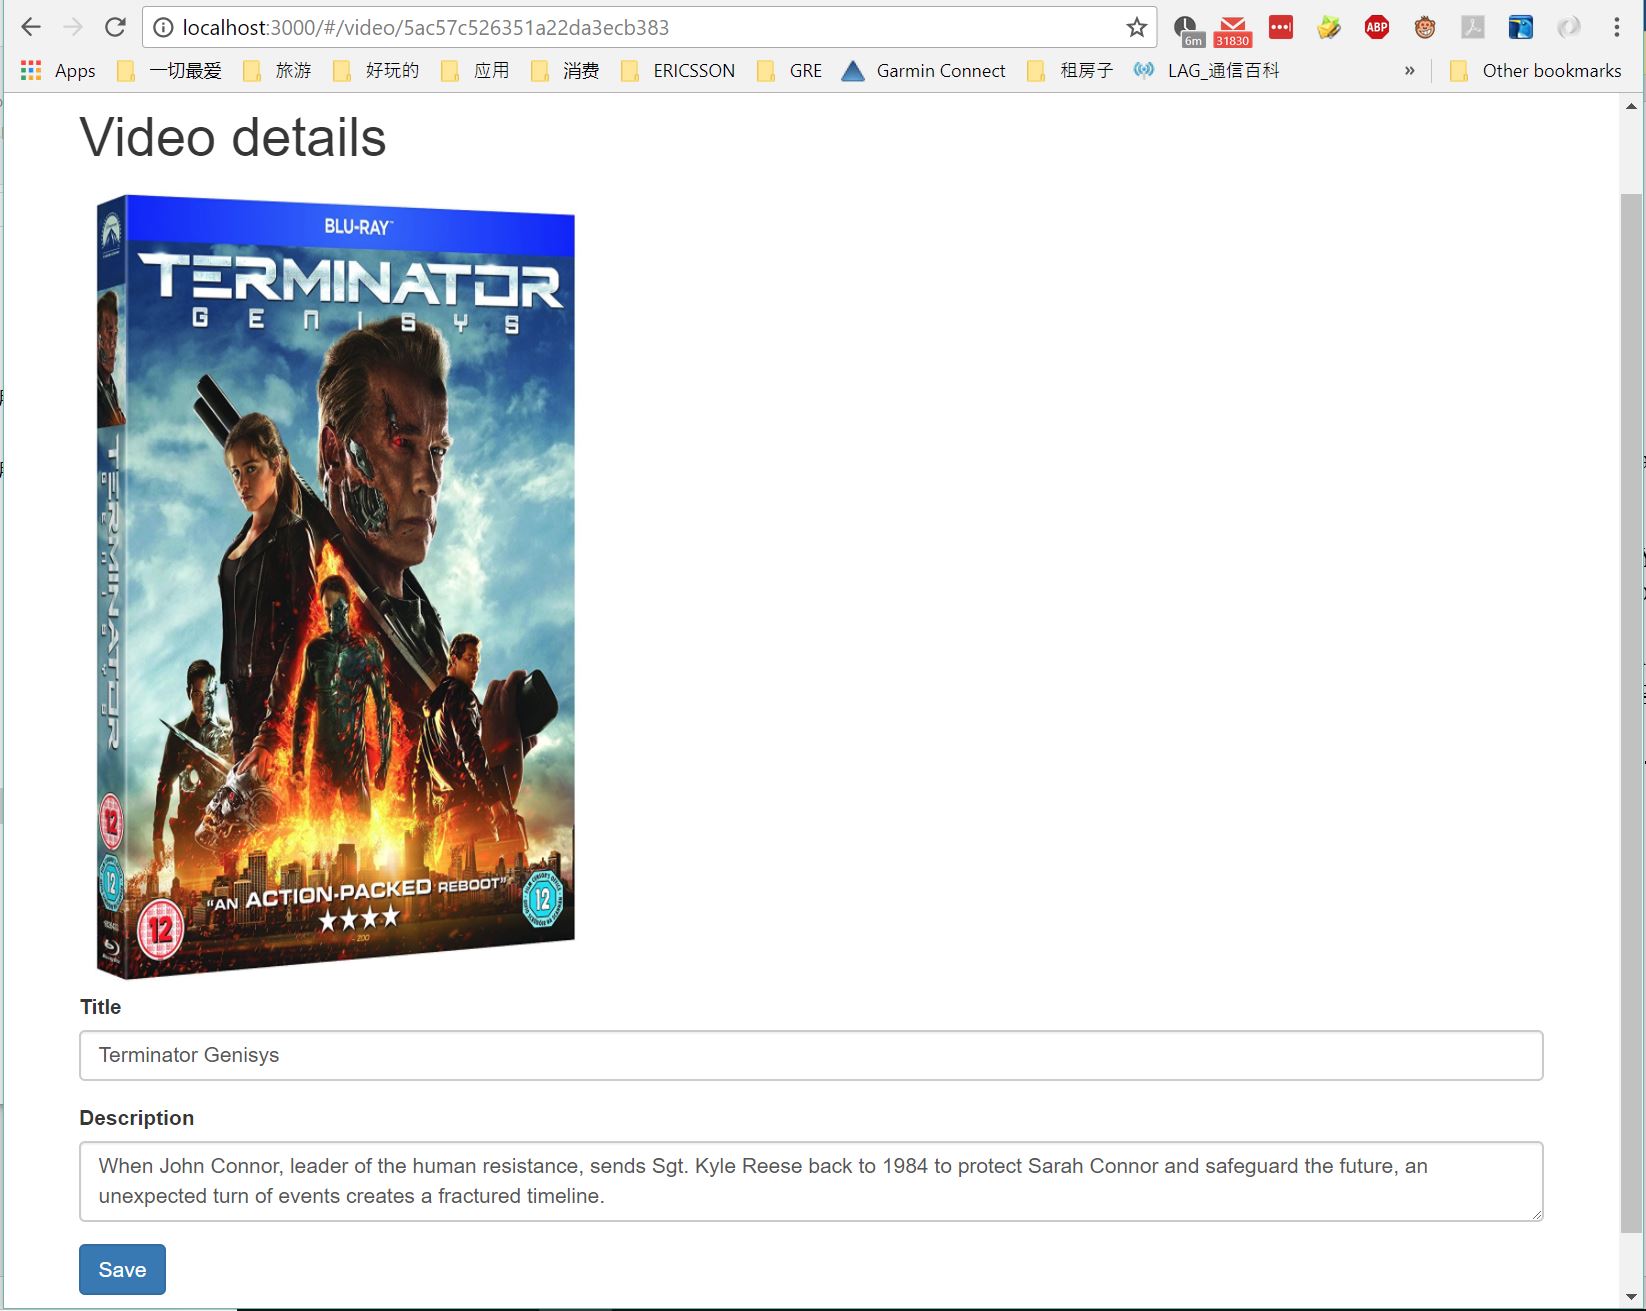 localhost:3000/#/video/5ac57c526351a22da3ecb383
6m
31830
ABP
Apps
一切最爱
旅游
好玩的
应用
消费
ERICSSON
GRE
Garmin Connect
租房子
LAG_通信百科
»
Other bookmarks
Video details
BLU-RAY™
TERMINATOR
GENISYS
TERMINATOR
12
12
"AN ACTION-PACKED REBOOT"
★★★★
- ZOO
12
12
Title
Terminator Genisys
Description
When John Connor, leader of the human resistance, sends Sgt. Kyle Reese back to 1984 to protect Sarah Connor and safeguard the future, an
unexpected turn of events creates a fractured timeline.
Save